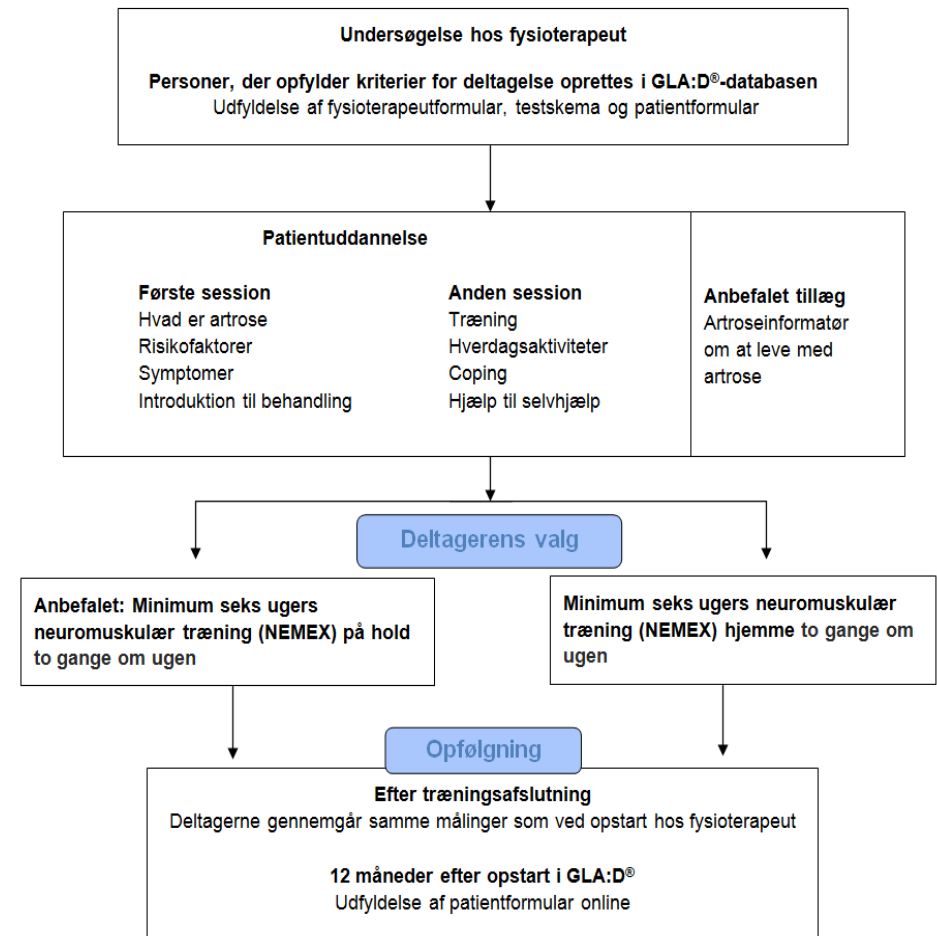 Undersøgelse hos fysioterapeut
Personer, der opfylder kriterier for deltagelse oprettes i GLA:D®-databasen
Udfyldelse af fysioterapeutformular, testskema og patientformular
Patientuddannelse
Første session
Hvad er artrose
Risikofaktorer
Symptomer
Introduktion til behandling
Anden session
Træning
Hverdagsaktiviteter
Coping
Hjælp til selvhjælp
Anbefalet tillæg
Artroseinformatør
om at leve med
artrose
Deltagerens valg
Anbefalet: Minimum seks ugers
neuromuskulær træning (NEMEX) på hold
to gange om ugen
Minimum seks ugers neuromuskulær
træning (NEMEX) hjemme to gange om
ugen
Opfølgning
Efter træningsafslutning
Deltagerne gennemgår samme målinger som ved opstart hos fysioterapeut
12 måneder efter opstart i GLA:D®
Udfyldelse af patientformular online